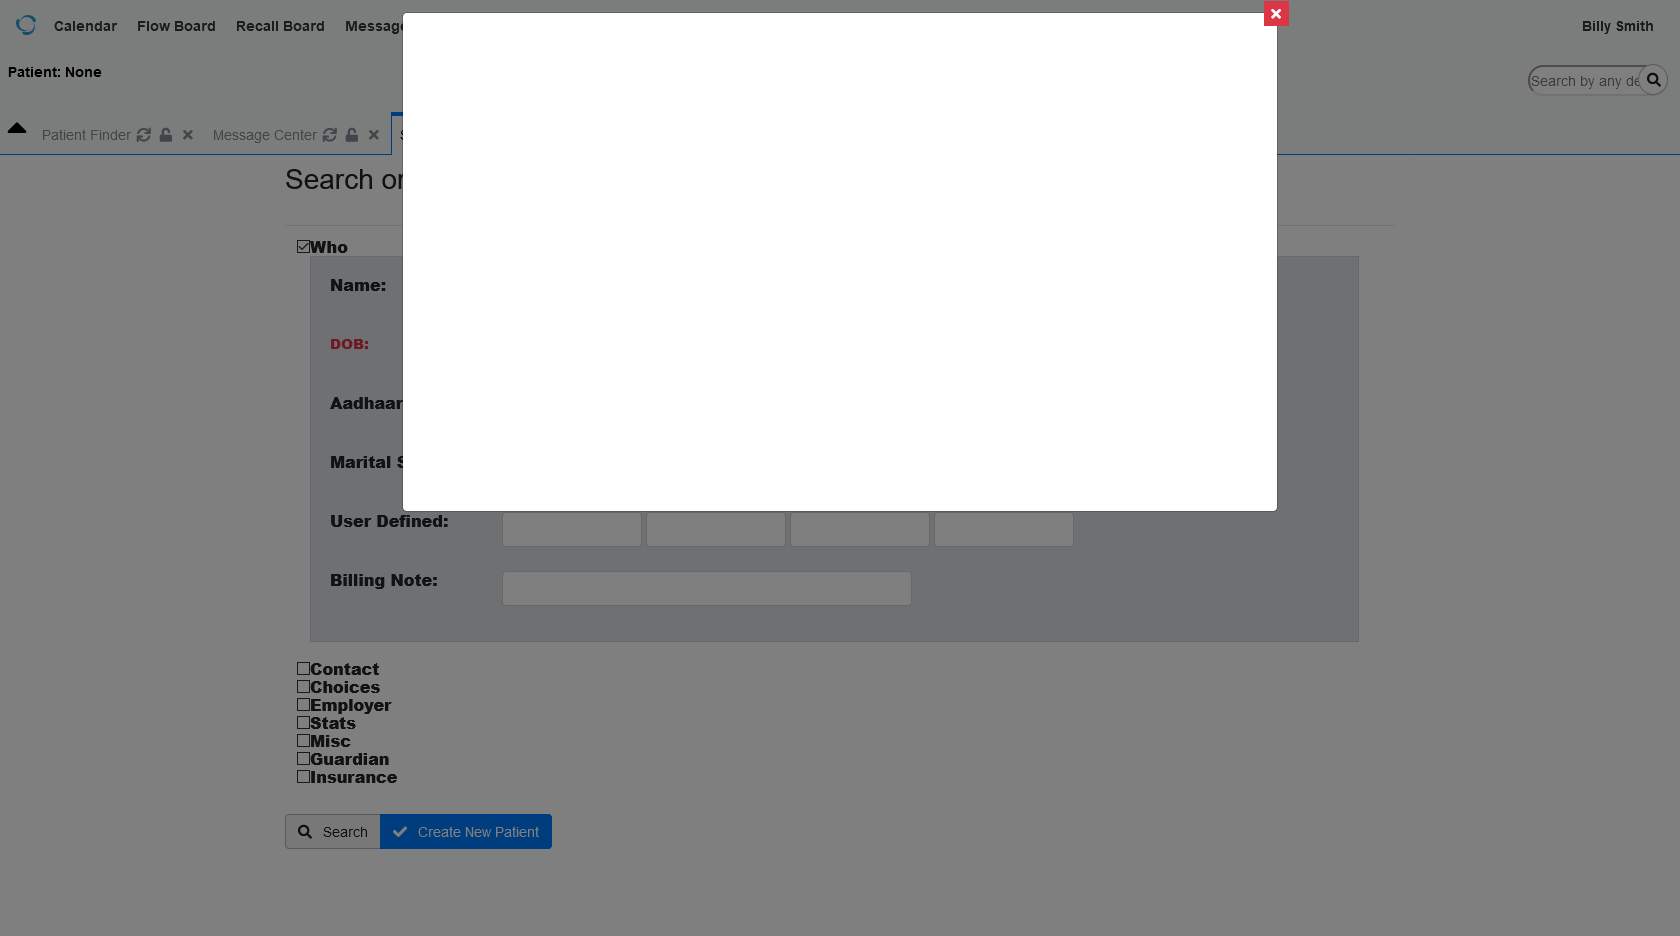 Calendar Flow Board Recall Board Message Billy Smith
Patient: None
Search by any de
Patient Finder Message Center S
Search or
Who
Name:
DOB:
Aadhaar
Marital S
User Defined:
Billing Note:
Contact
Choices
Employer
Stats
Misc
Guardian
Insurance
Search Create New Patient